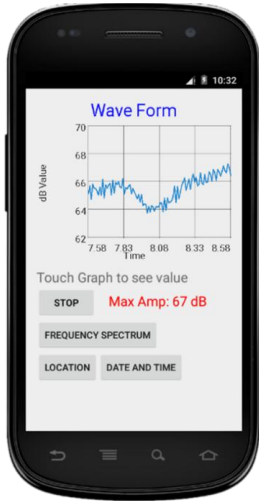 10:32
Wave Form
70
68
66
64
62
dB Value
7.58 7.83 8.08 8.33 8.58
Time
Touch Graph to see value
STOP Max Amp: 67 dB
FREQUENCY SPECTRUM
LOCATION DATE AND TIME